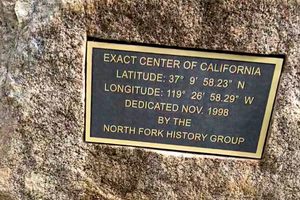 EXACT CENTER OF CALIFORNIA
LATITUDE: 37° 9' 58.23" N
LONGITUDE: 119° 26' 58.29" W
DEDICATED NOV. 1998
BY THE
NORTH FORK HISTORY GROUP